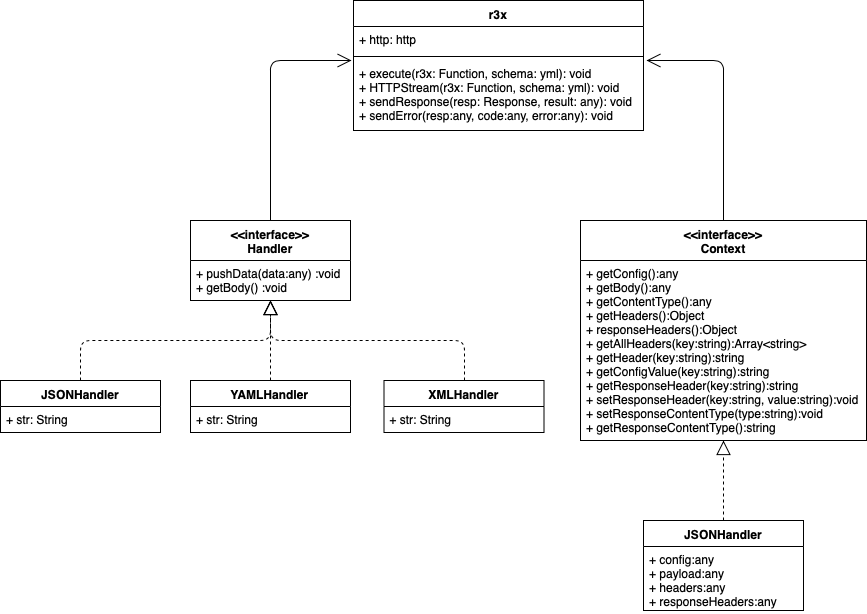 r3x
+ http: http
+ execute(r3x: Function, schema: yml): void
+ HTTPStream(r3x: Function, schema: yml): void
+ sendResponse(resp: Response, result: any): void
+ sendError(resp:any, code:any, error:any): void
<<interface>>
Handler
+ pushData(data:any) :void
+ getBody() :void
<<interface>>
Context
+ getConfig():any
+ getBody():any
+ getContentType():any
+ getHeaders():Object
+ responseHeaders():Object
+ getAllHeaders(key:string):Array<string>
+ getHeader(key:string):string
+ getConfigValue(key:string):string
+ getResponseHeader(key:string):string
+ setResponseHeader(key:string, value:string):void
+ setResponseContentType(type:string):void
+ getResponseContentType():string
JSONHandler
+ str: String
YAMLHandler
+ str: String
XMLHandler
+ str: String
JSONHandler
+ config:any
+ payload:any
+ headers:any
+ responseHeaders:any